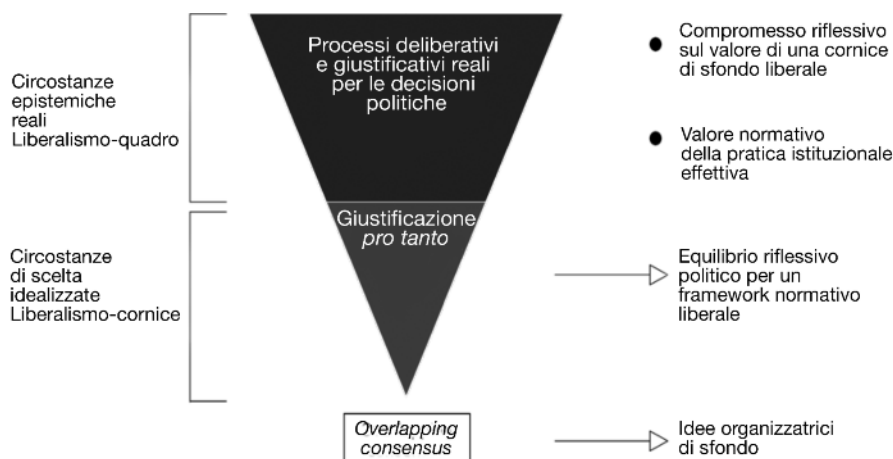 Circostanze
epistemiche
reali
Liberalismo-quadro
Processi deliberativi
e giustificativi reali
per le decisioni
politiche
Compromesso riflessivo
sul valore di una cornice
di sfondo liberale
Valore normativo
della pratica istituzionale
effettiva
Circostanze
di scelta
idealizzate
Liberalismo-cornice
Giustificazione
pro tanto
Equilibrio riflessivo
politico per un
framework normativo
liberale
Overlapping
consensus
Idee organizzatrici
di sfondo